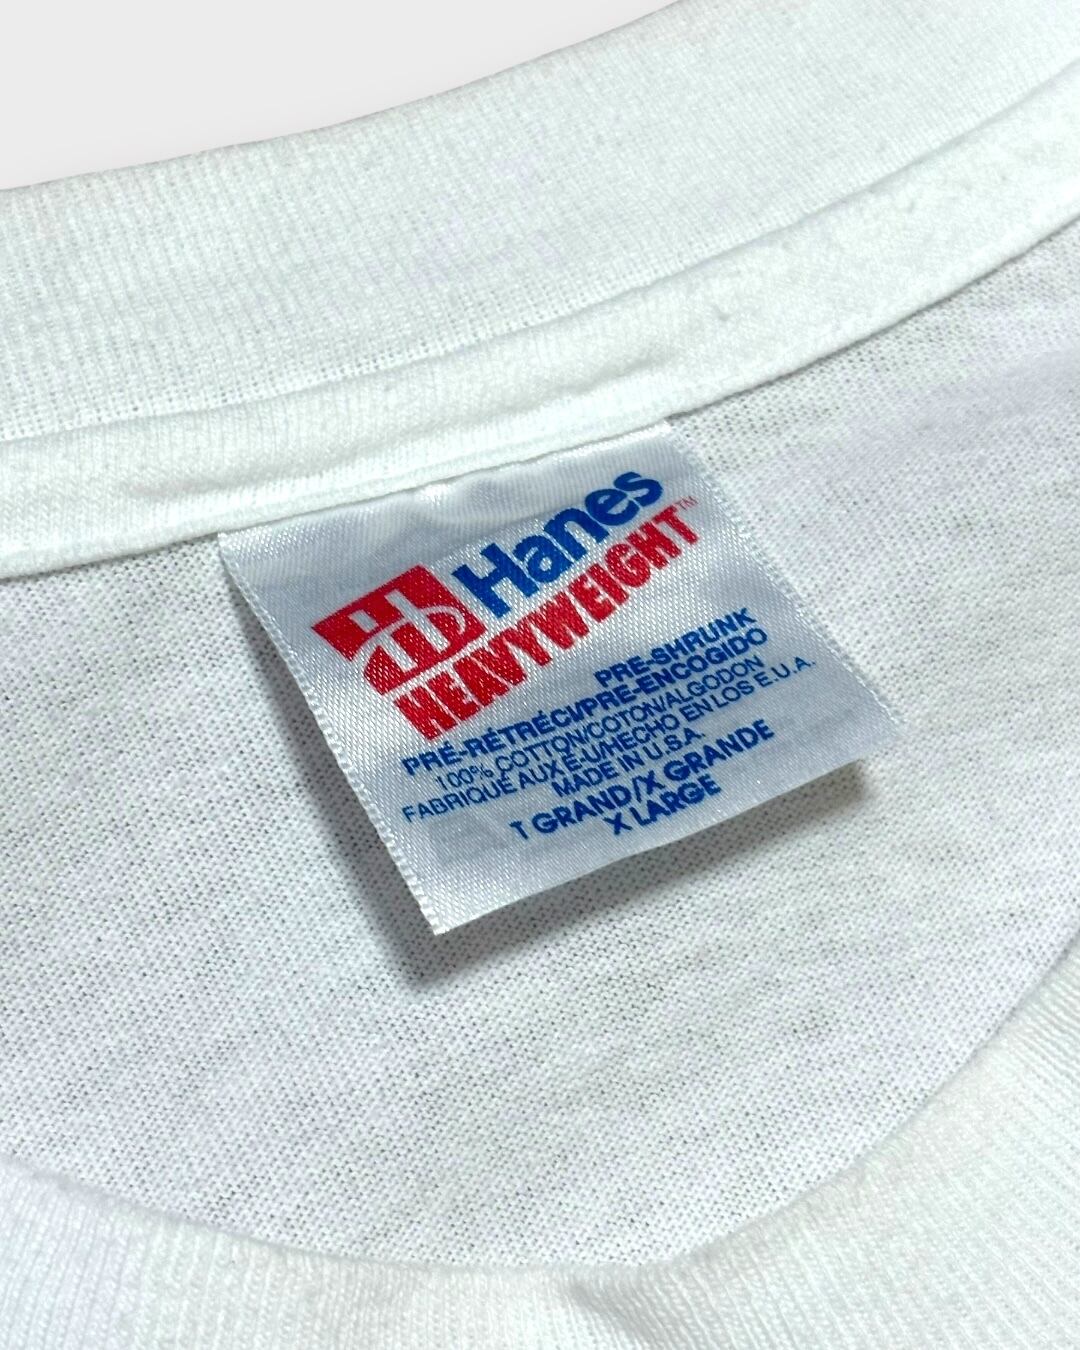 Hanes
HEAVYWEIGHT™
PRE-SHRUNK
PRÉ-RÉTRÉCI/PRE-ENCOGIDO
100% COTTON/COTON/ALGODON
FABRIQUÉ AUX É-U/HECHO EN LOS E.U.A.
MADE IN U.S.A
T GRAND/X GRANDE
X LARGE